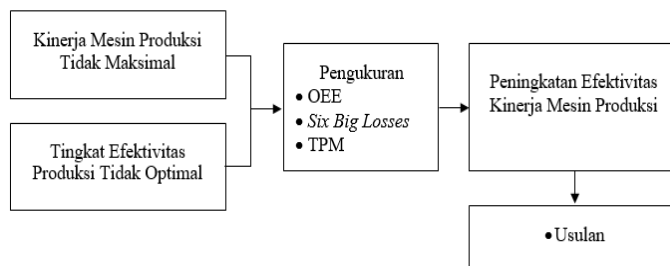 Kinerja Mesin Produksi
Tidak Maksimal
Tingkat Efektivitas
Produksi Tidak Optimal
Pengukuran
• OEE
• Six Big Losses
• TPM
Peningkatan Efektivitas
Kinerja Mesin Produksi
• Usulan